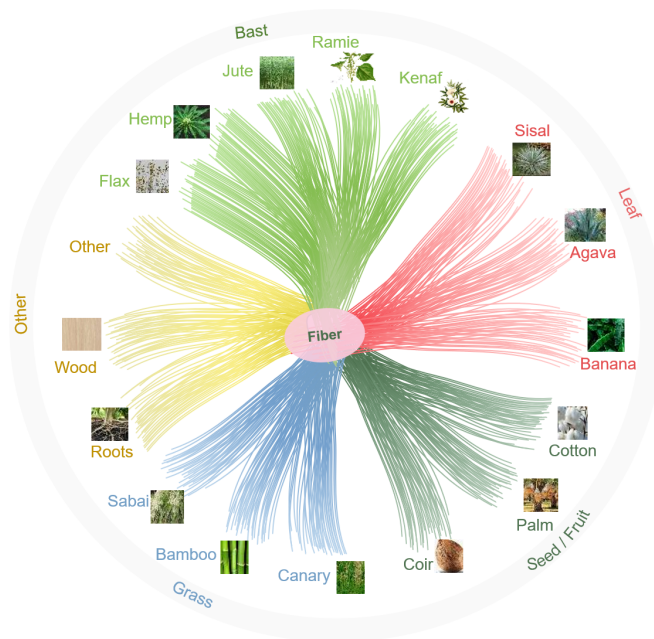 Bast
Ramie
Jute
Kenaf
Hemp
Sisal
Flax
Leaf
Other
Agava
Other
Fiber
Wood
Banana
Roots
Cotton
Sabai
Palm
Seed / Fruit
Bamboo
Coir
Canary
Grass